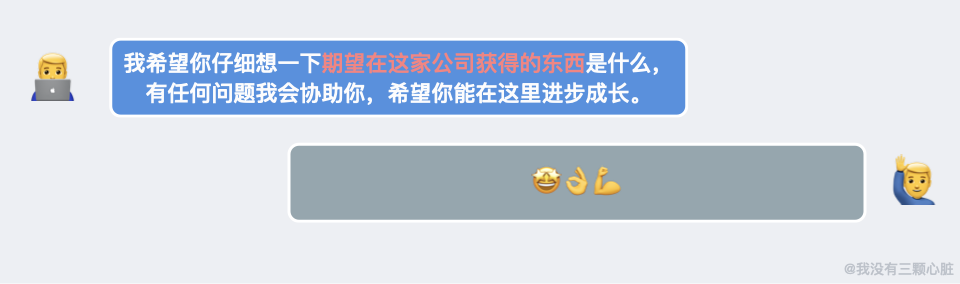 我希望你仔细想一下期望在这家公司获得的东西是什么，
有任何问题我会协助你，希望你能在这里进步成长。
🤩👌💪
@我没有三颗心脏